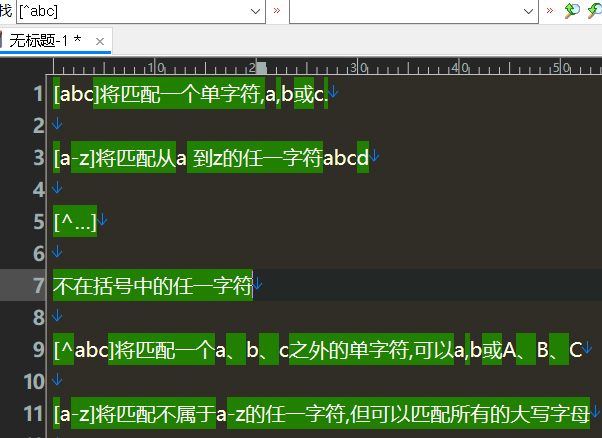 找 [^abc]
无标题-1 *
10 20 30 40 50
1 [abc]将匹配一个单字符,a,b或c.
2
3 [a-z]将匹配从a 到z的任一字符abcd
4
5 [^...]
6
7 不在括号中的任一字符
8
9 [^abc]将匹配一个a、b、c之外的单字符,可以a,b或A、B、C
10
11 [a-z]将匹配不属于a-z的任一字符,但可以匹配所有的大写字母